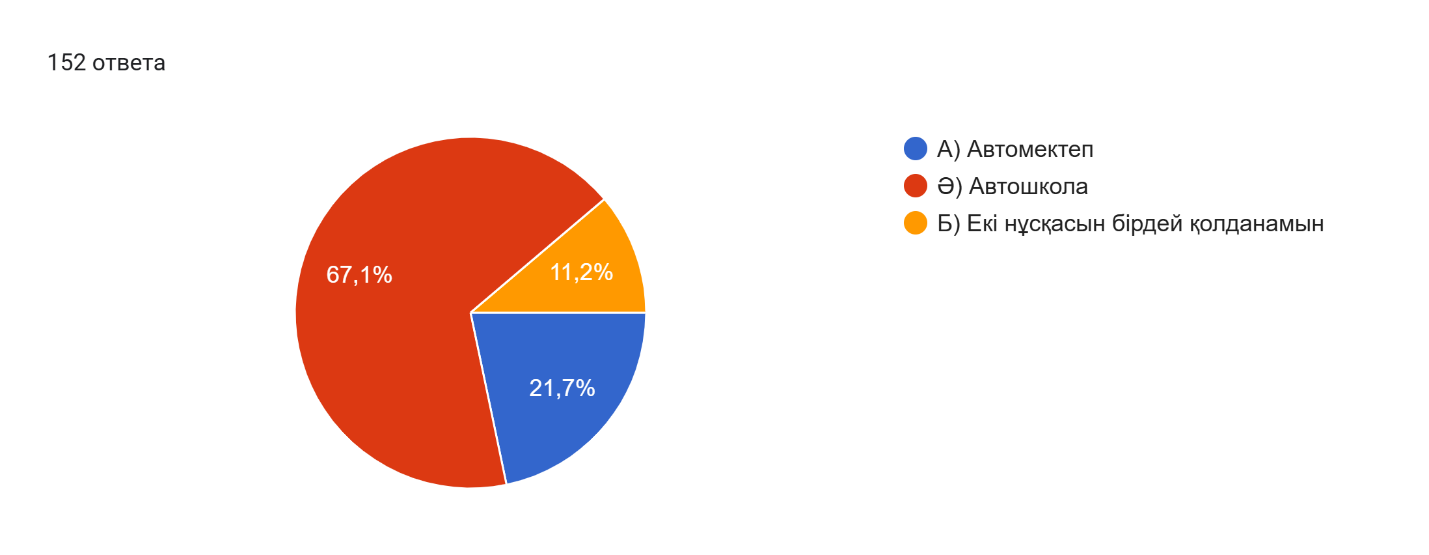 152 ответа
А) Автомектеп
Ә) Автошкола
Б) Екі нұсқасын бірдей қолданамын
67,1%
11,2%
21,7%